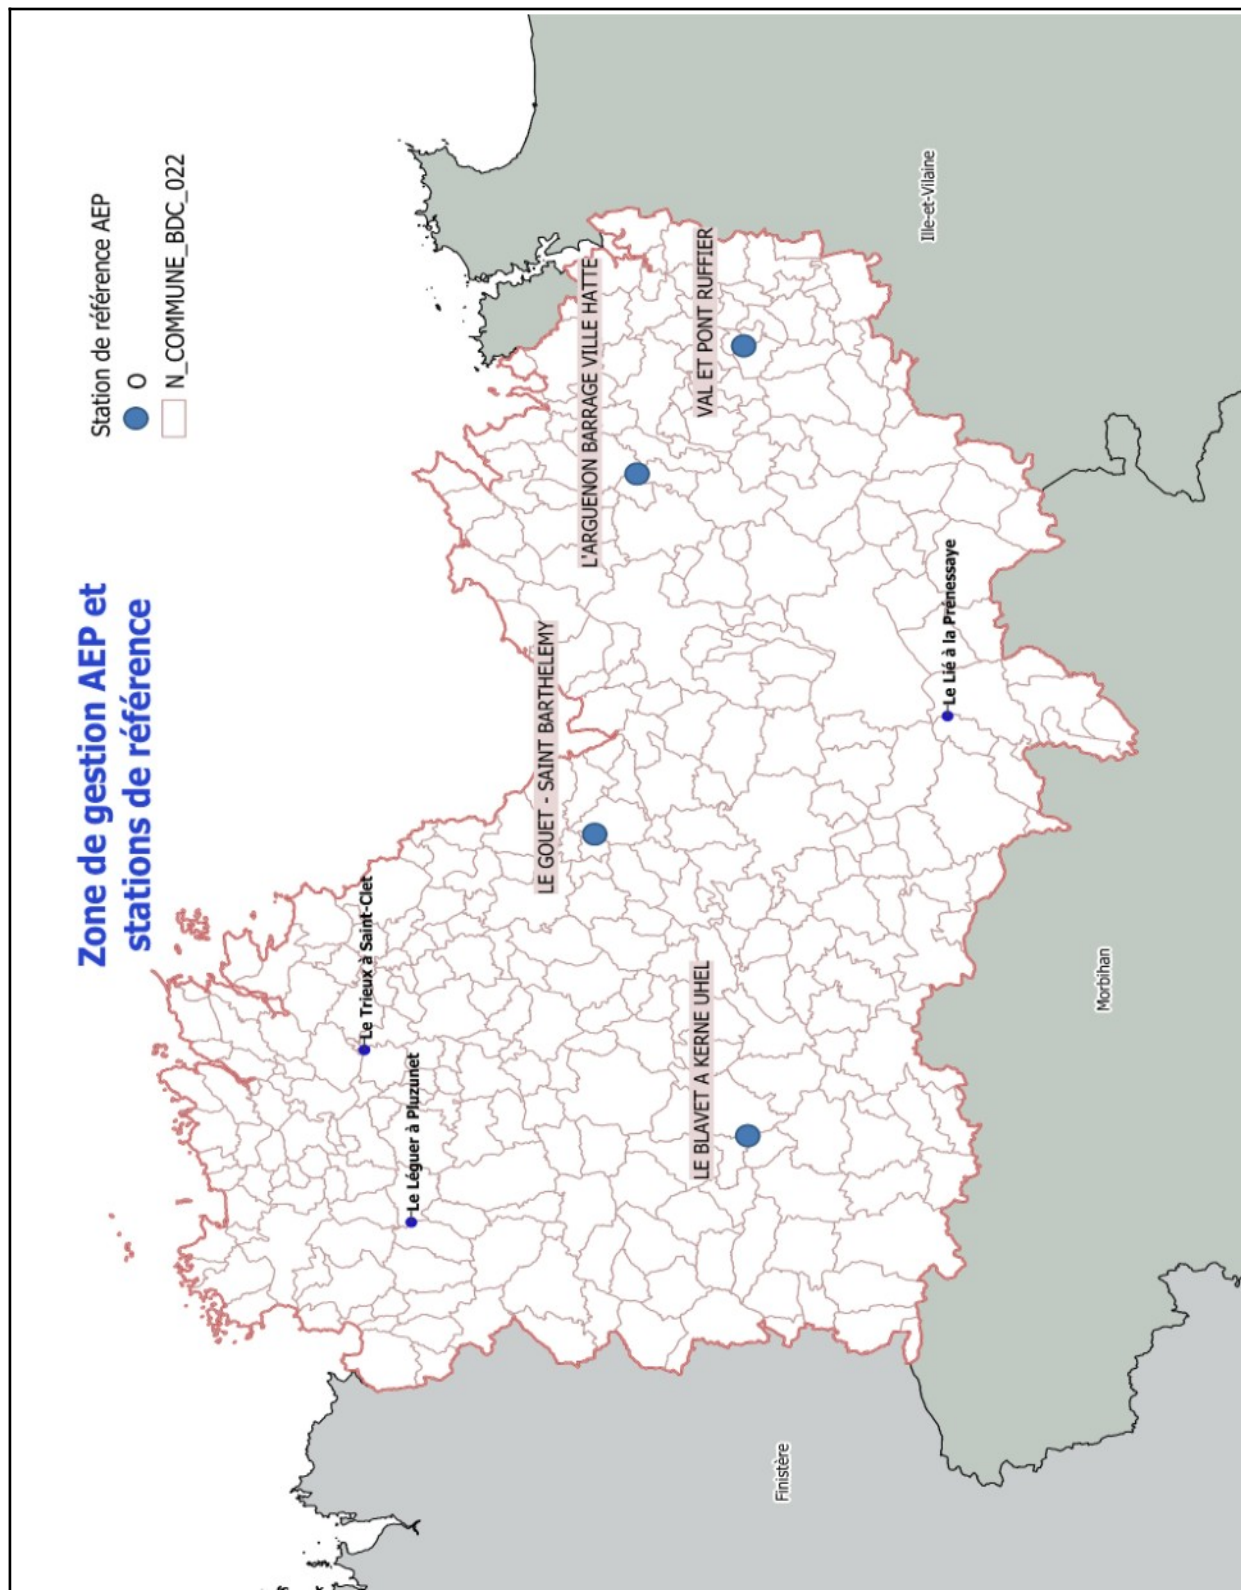 Zone de gestion AEP et
stations de référence
Station de référence AEP
O
N_COMMUNE_BDC_022
Le Trieux à Saint-Clet
Le Léguer à Pluzunet
LE GOUET - SAINT BARTHELEMY
L'ARGUENON BARRAGE VILLE HATTE
LE BLAVET A KERNE UHEL
VAL ET PONT RUFFIER
Le Lié à la Prénessaye
Finistère
Morbihan
Ille-et-Vilaine